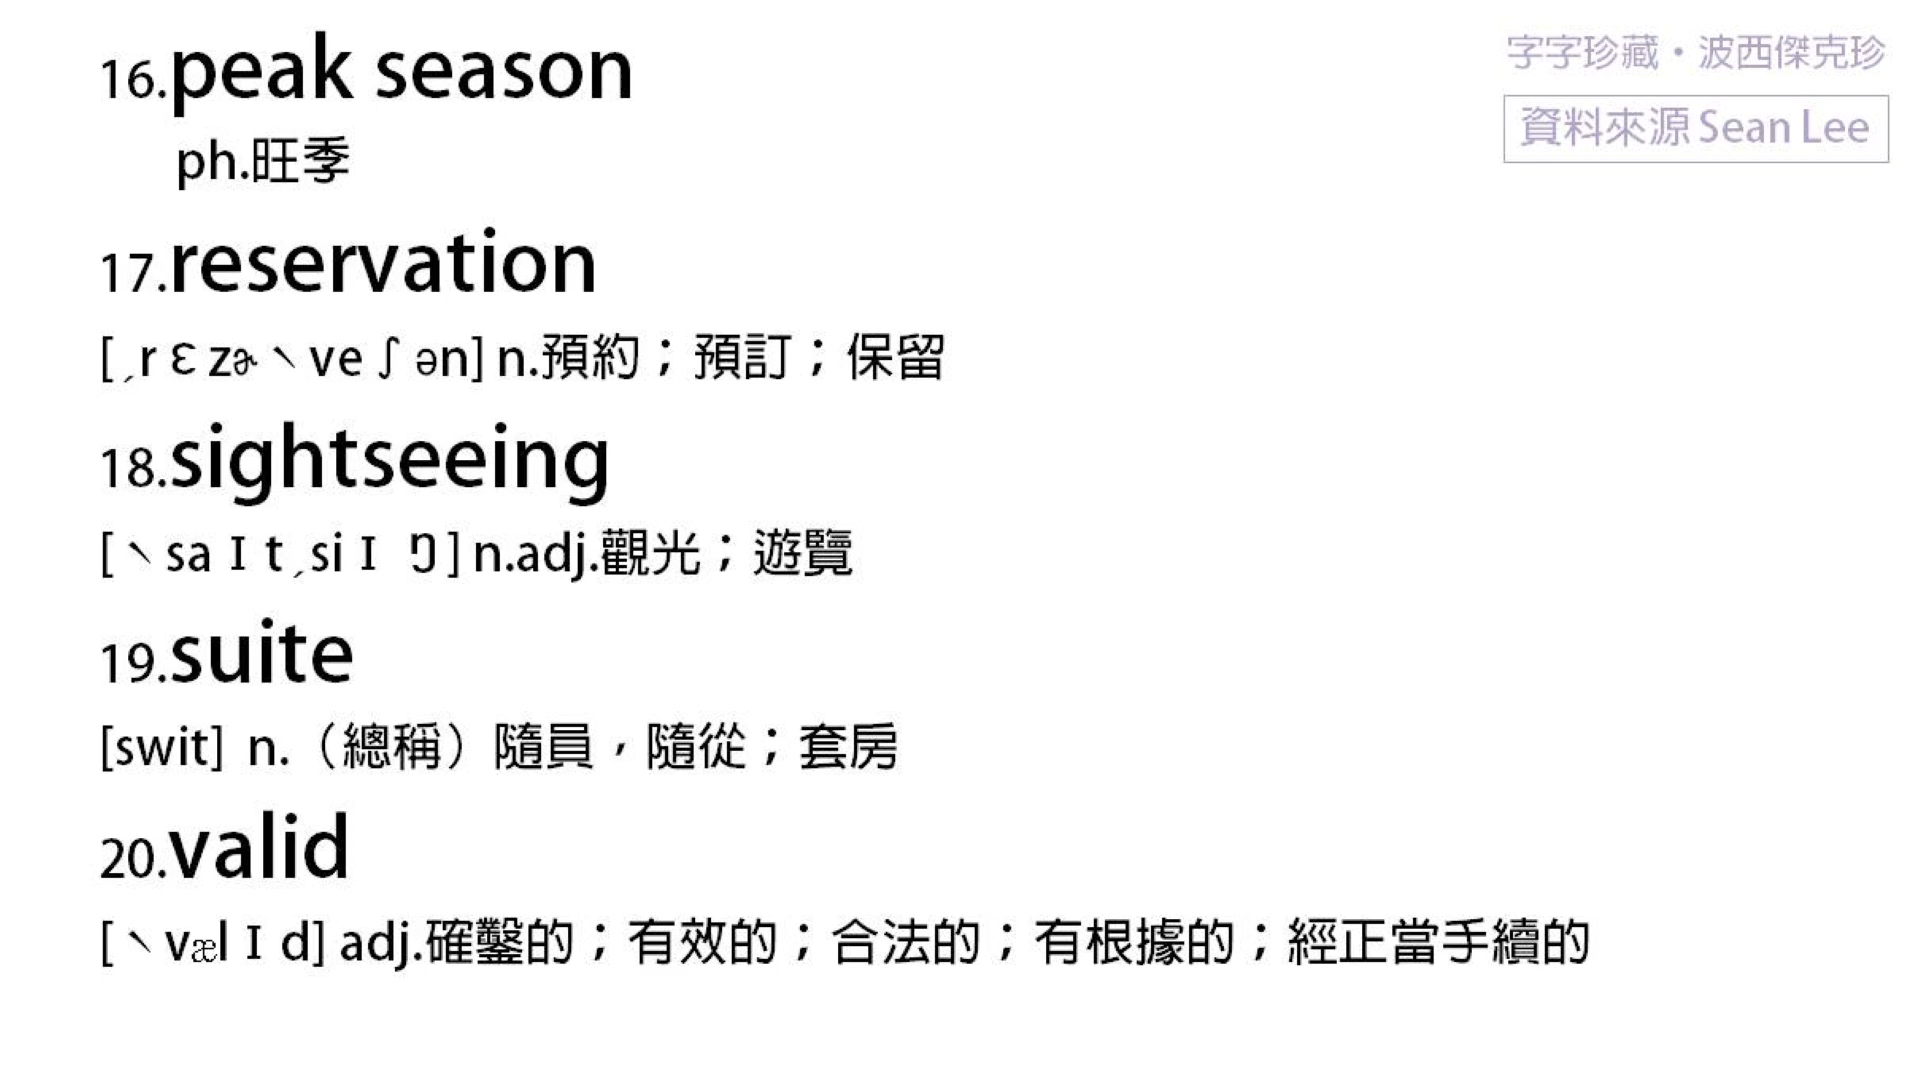 16.peak season
ph.旺季
17.reservation
[ˏrɛzɚˋveʃən] n.預約；預訂；保留
18.sightseeing
[ˋsaɪtˏsiɪŋ] n.adj.觀光；遊覽
19.suite
[swit] n.（總稱）隨員，隨從；套房
20.valid
[ˋvælɪd] adj.確鑿的；有效的；合法的；有根據的；經正當手續的
字字珍藏・波西傑克珍
資料來源 Sean Lee